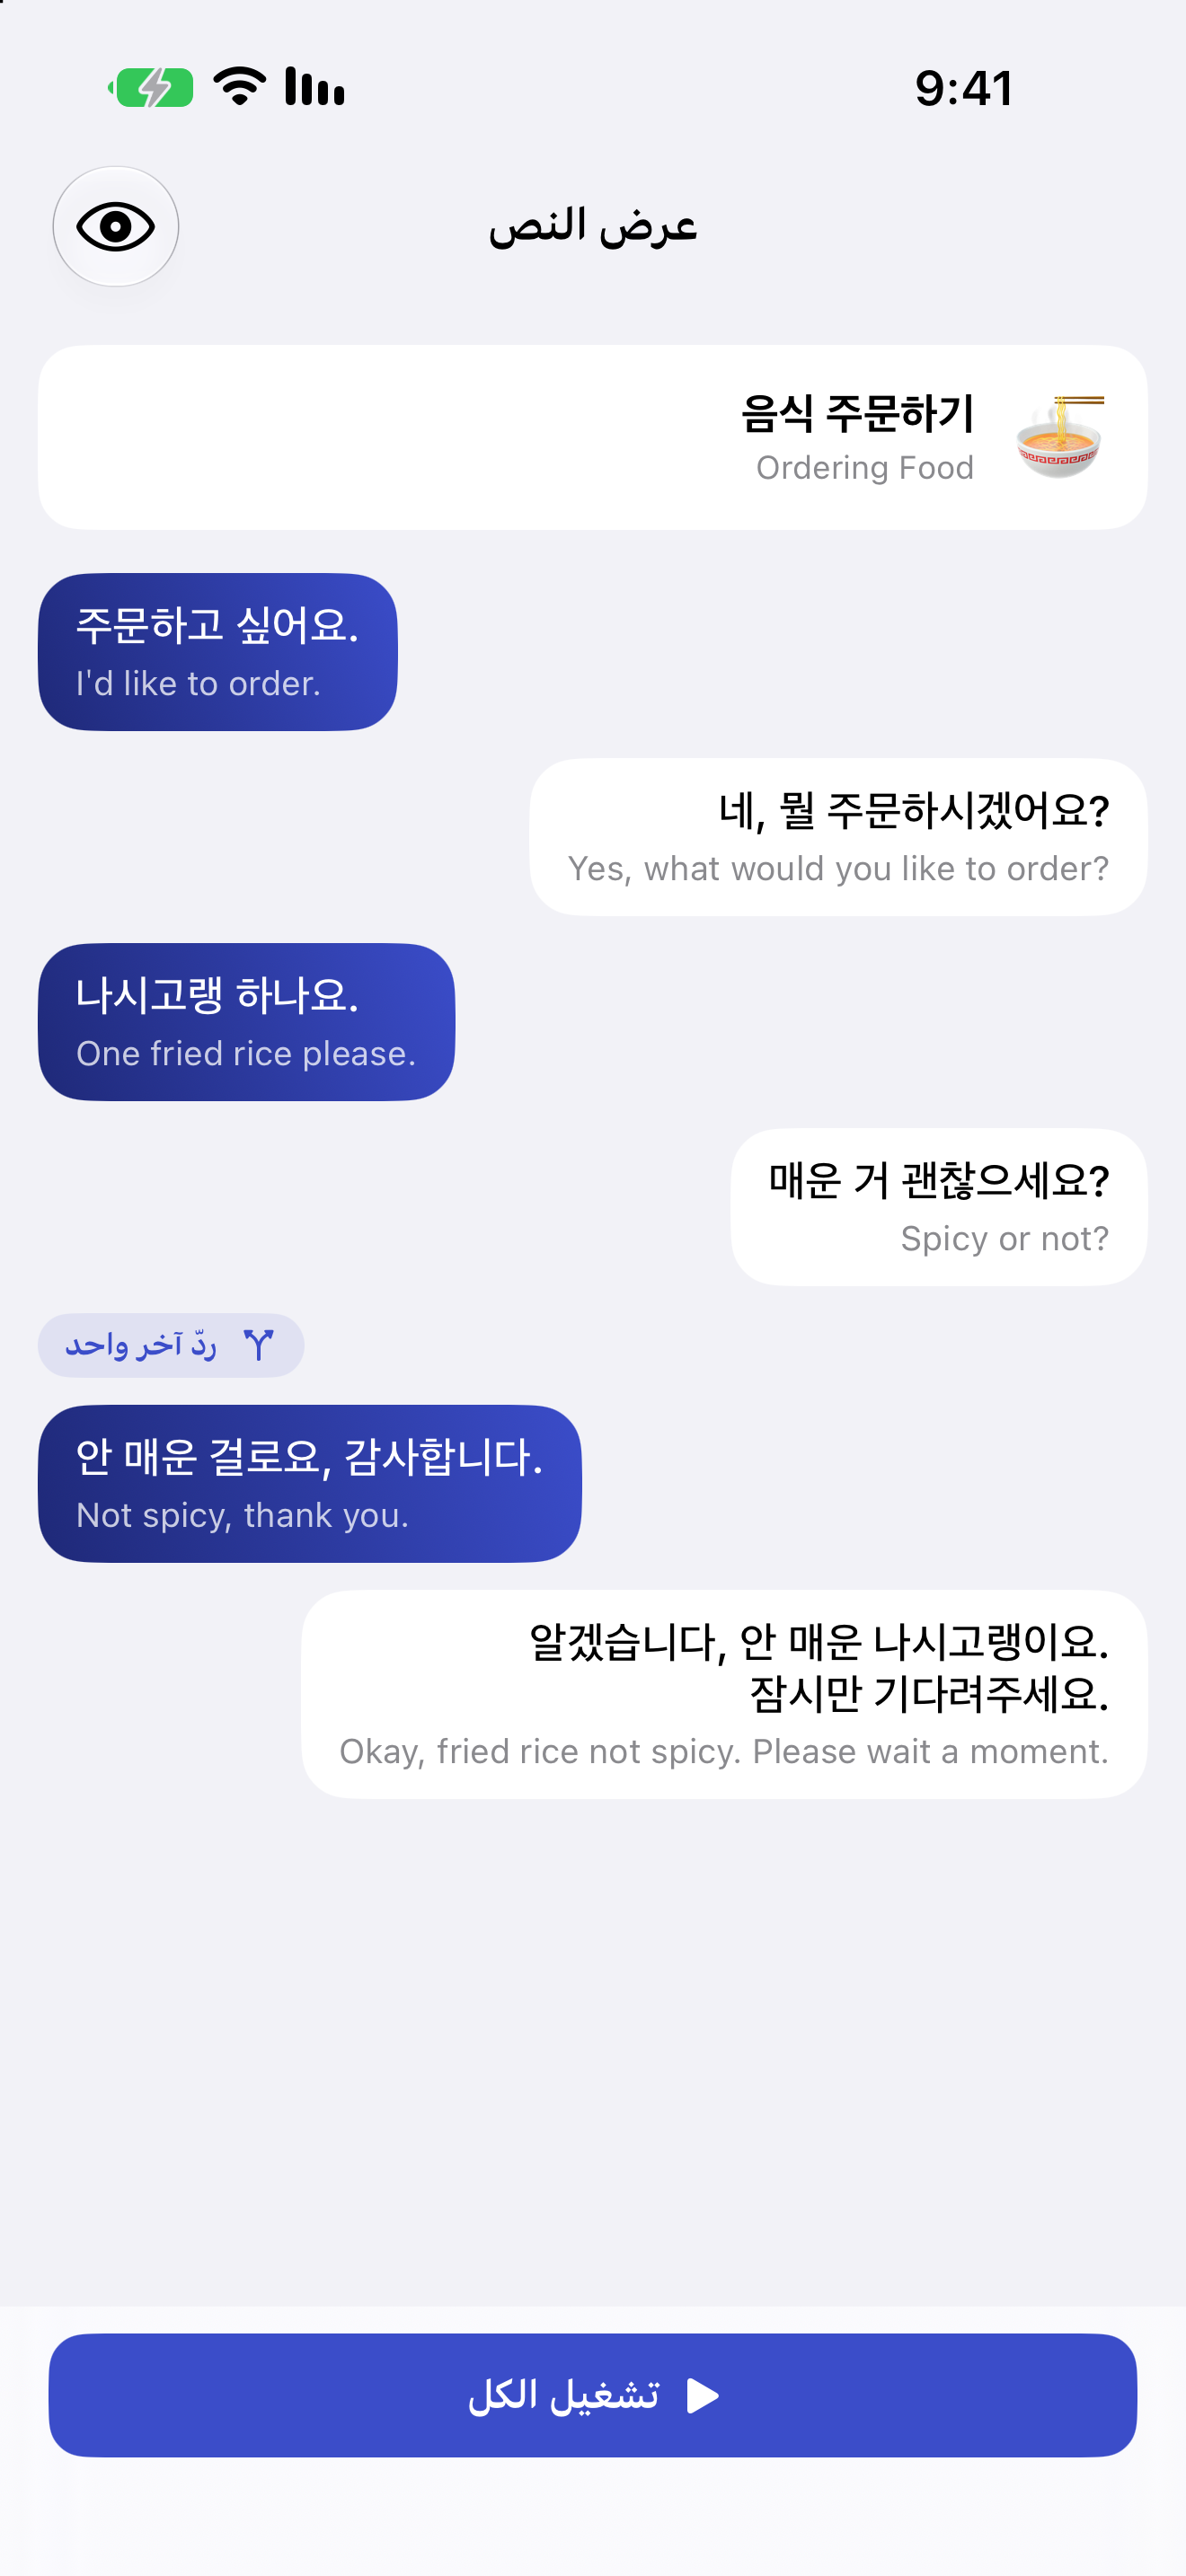 9:41
عرض النص
음식 주문하기
Ordering Food
주문하고 싶어요.
I'd like to order.
네, 뭘 주문하시겠어요?
Yes, what would you like to order?
나시고랭 하나요.
One fried rice please.
매운 거 괜찮으세요?
Spicy or not?
ردّ آخر واحد
안 매운 걸로요, 감사합니다.
Not spicy, thank you.
알겠습니다, 안 매운 나시고랭이요.
잠시만 기다려주세요.
Okay, fried rice not spicy. Please wait a moment.
تشغيل الكل